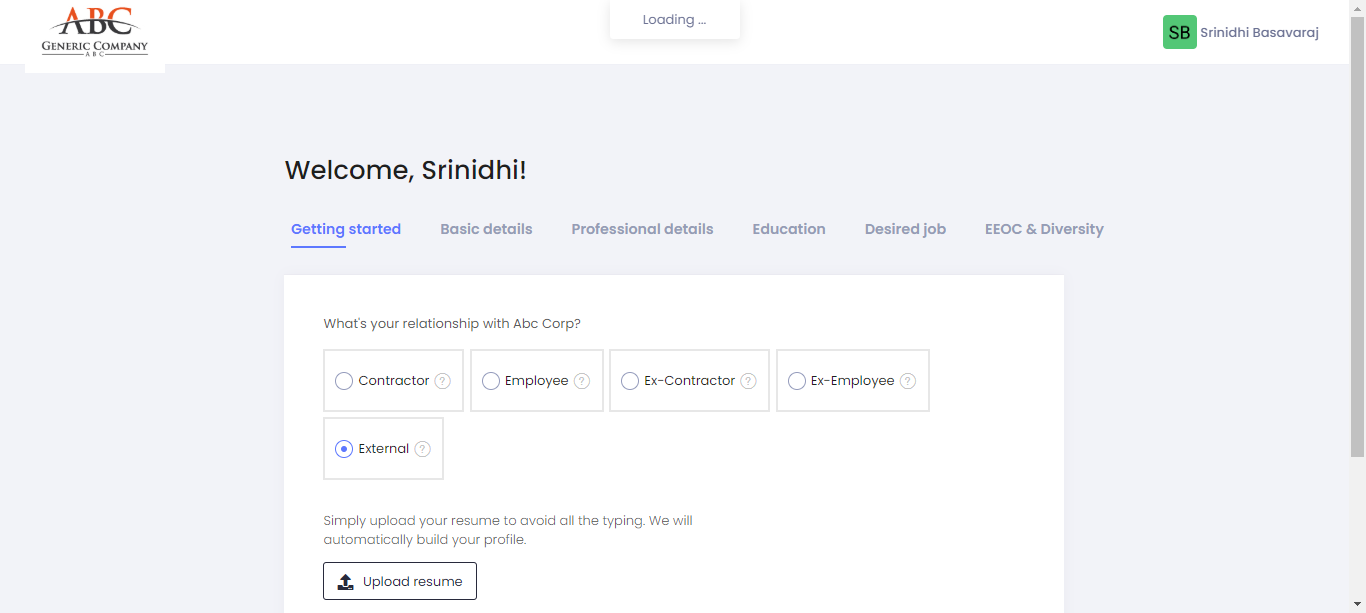 ABC
GENERIC COMPANY
ABC
Loading ...
SB Srinidhi Basavaraj
Welcome, Srinidhi!
Getting started Basic details Professional details Education Desired job EEOC & Diversity
What's your relationship with Abc Corp?
Contractor ? Employee ? Ex-Contractor ? Ex-Employee ?
External ?
Simply upload your resume to avoid all the typing. We will
automatically build your profile.
Upload resume